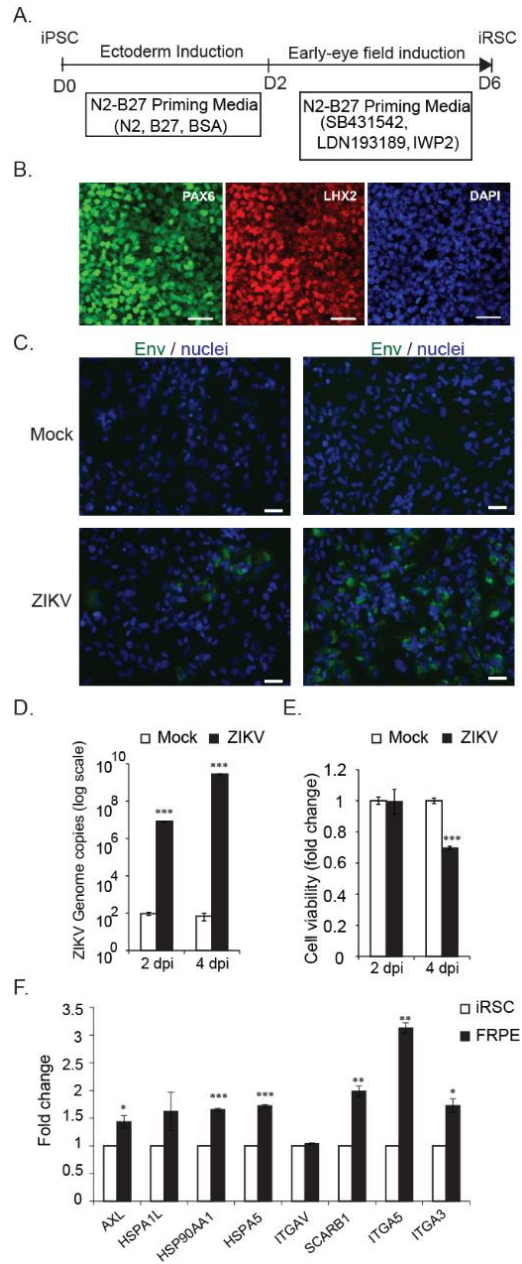 A.
iPSC
Ectoderm Induction
Early-eye field induction
iRSC
D0
D2
D6
N2-B27 Priming Media
(N2, B27, BSA)
N2-B27 Priming Media
(SB431542,
LDN193189, IWP2)
B.
PAX6
LHX2
DAPI
C.
Env / nuclei
Env / nuclei
Mock
ZIKV
D.
Mock ZIKV
ZIKV Genome copies (log scale)
10^10
10^8
10^6
10^4
10^2
10^0
***
***
2 dpi
4 dpi
E.
Mock ZIKV
Cell viability (fold change)
1.2
1
0.8
0.6
0.4
0.2
0
***
2 dpi
4 dpi
F.
iRSC
FRPE
Fold change
3.5
3
2.5
2
1.5
1
0.5
0
*
***
***
**
**
*
AXL
HSPA1L
HSP90AA1
HSPA5
ITGAV
SCARB1
ITGA5
ITGA3